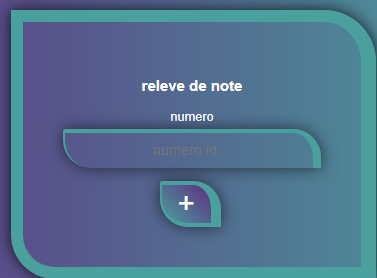 releve de note
numero
numero id
+